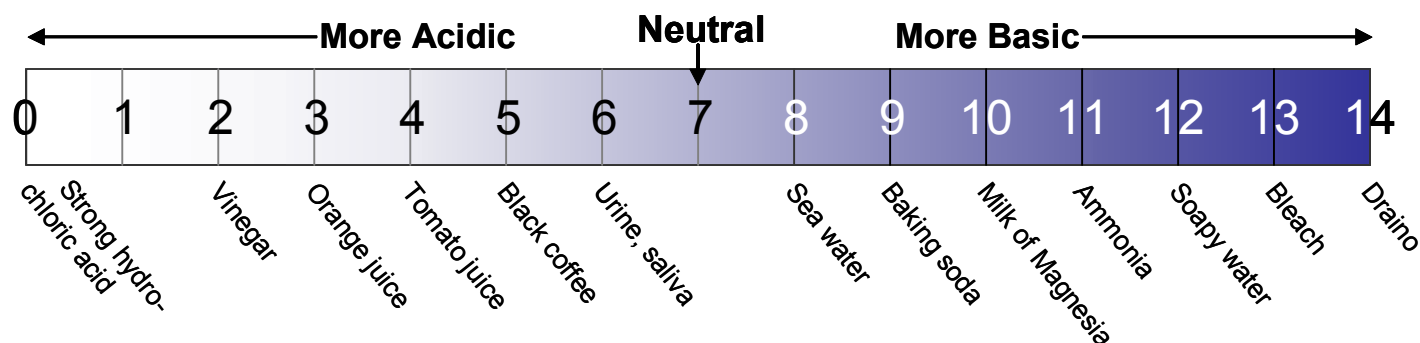 More Acidic
Neutral
More Basic
0 1 2 3 4 5 6 7 8 9 10 11 12 13 14
Strong hydro-
chloric acid
Vinegar
Orange juice
Tomato juice
Black coffee
Urine, saliva
Sea water
Baking soda
Milk of Magnesia
Ammonia
Soapy water
Bleach
Draino